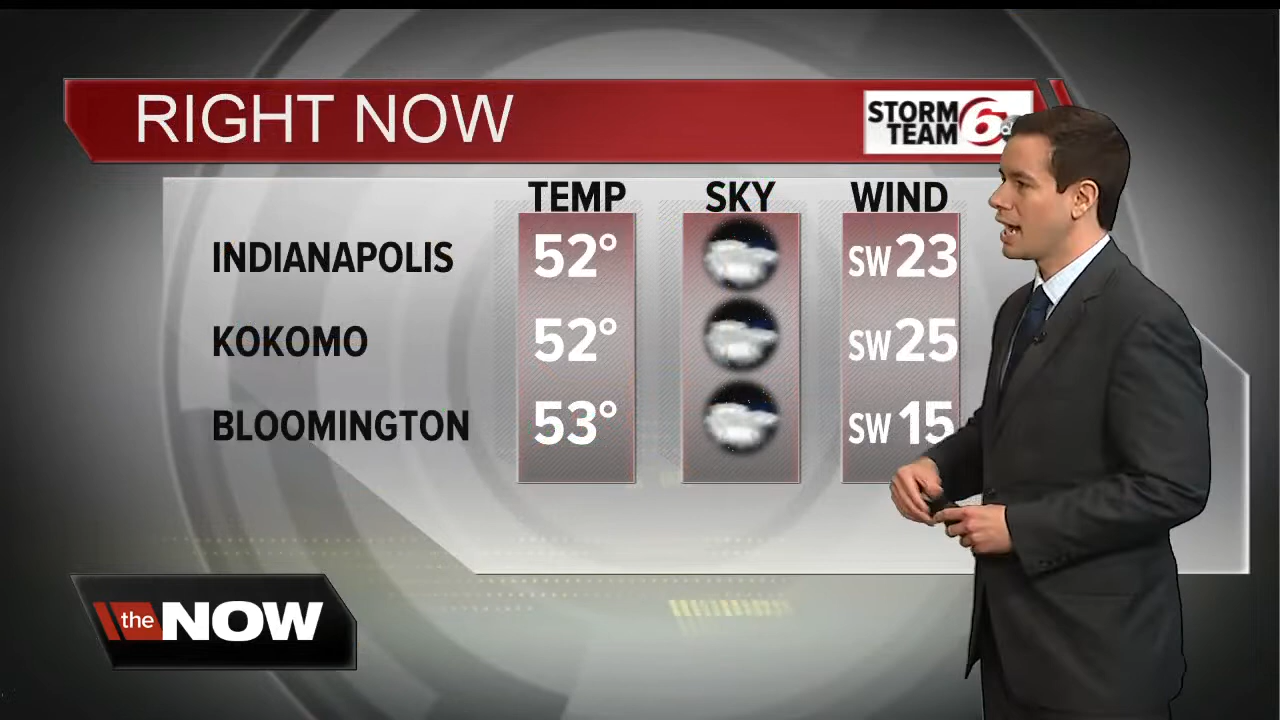 RIGHT NOW
STORM 6
TEAM
TEMP SKY WIND
INDIANAPOLIS 52° SW 23
KOKOMO 52° SW 25
BLOOMINGTON 53° SW 15
the NOW